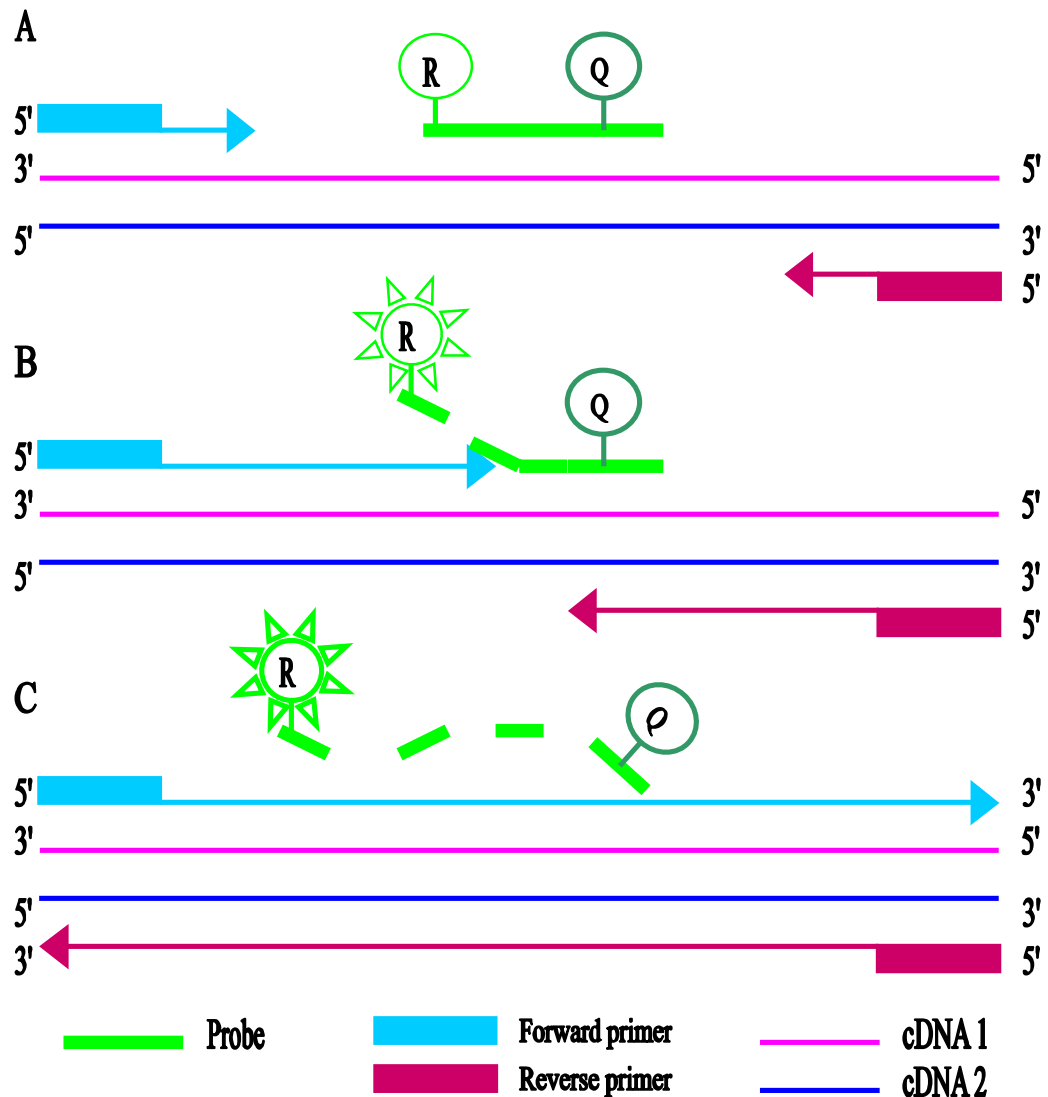 A
R Q
5'
3' 5'
5' 3'
5'
R
B
Q
5'
3' 5'
5' 3'
5'
R
C
Q
5' 3'
3' 5'
5' 3'
3' 5'
Probe Forward primer cDNA 1
Reverse primer cDNA 2